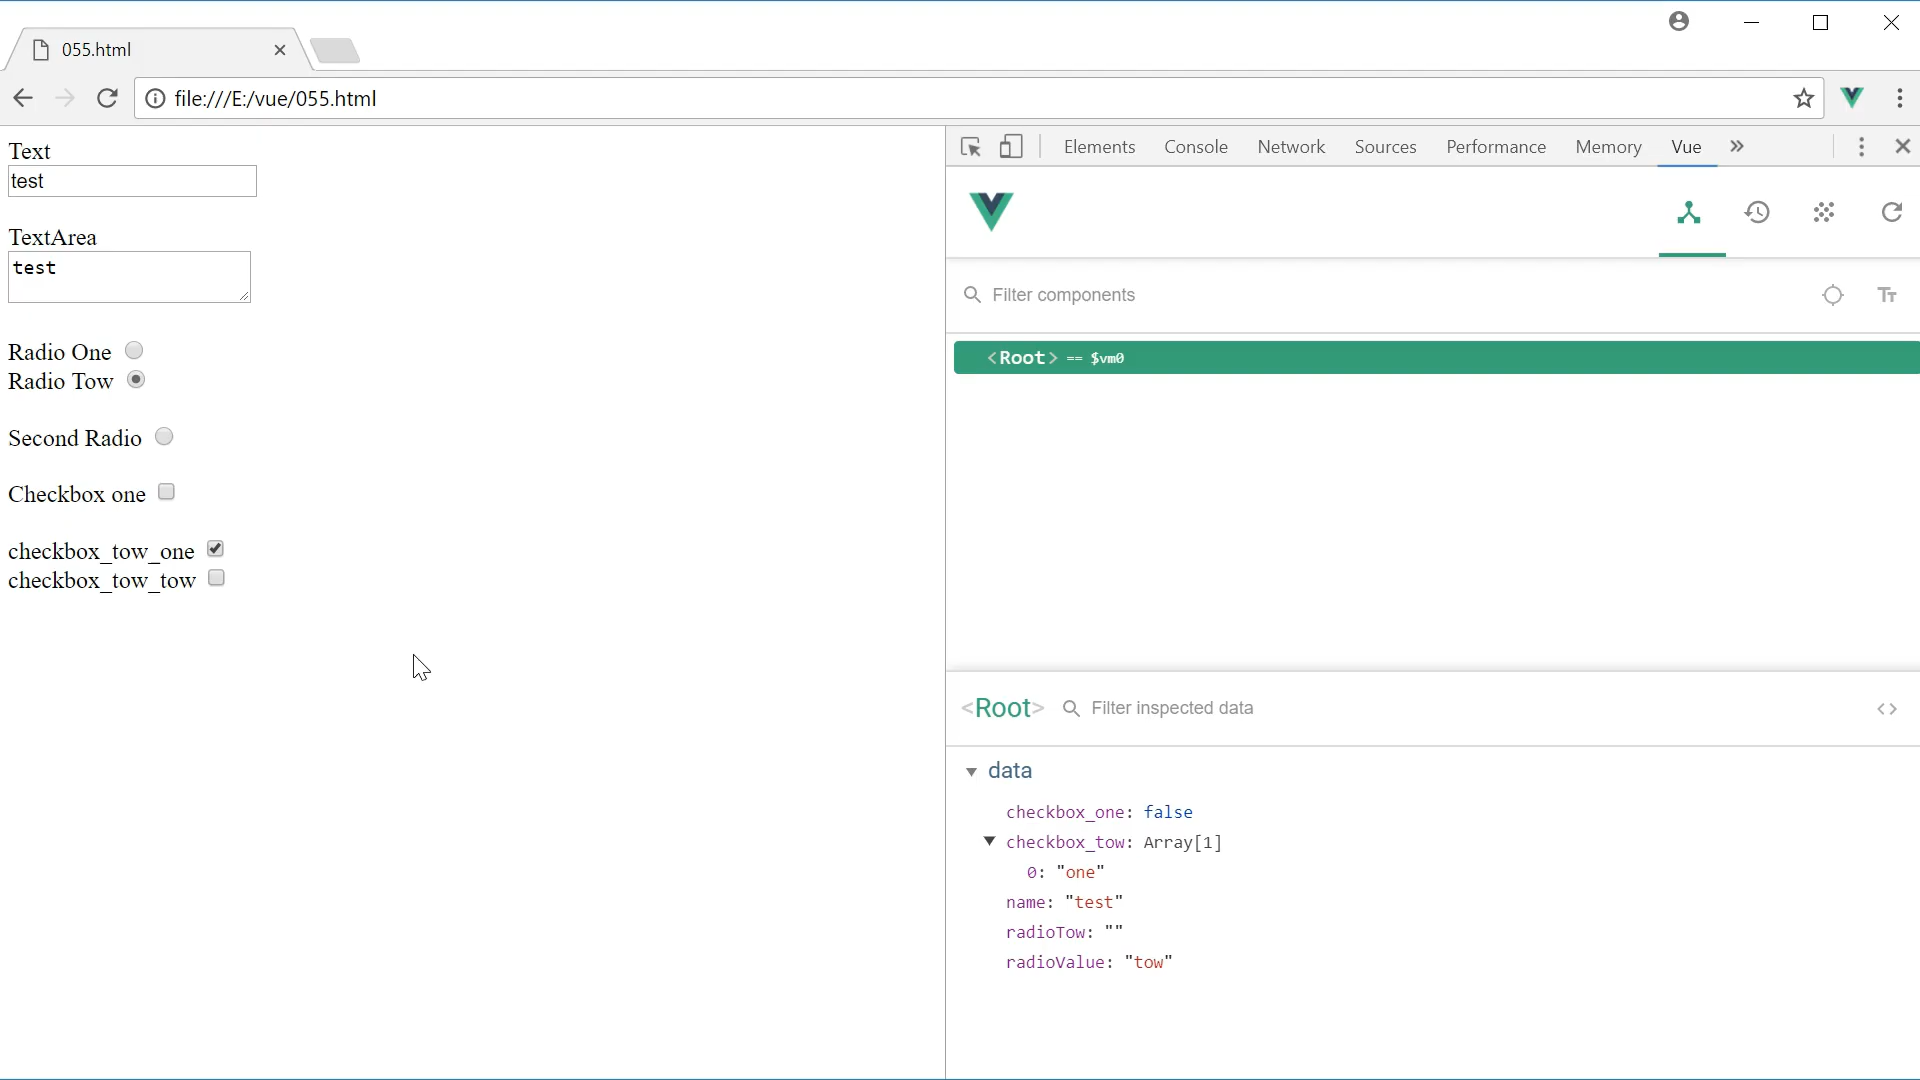 055.html
file:///E:/vue/055.html
Text
test
TextArea
test
Radio One
Radio Tow
Second Radio
Checkbox one
checkbox_tow_one
checkbox_tow_tow
Elements Console Network Sources Performance Memory Vue »
Filter components
Tт
<Root> == $vm0
<Root> Filter inspected data <>
data
checkbox_one: false
checkbox_tow: Array[1]
0: "one"
name: "test"
radioTow: ""
radioValue: "tow"